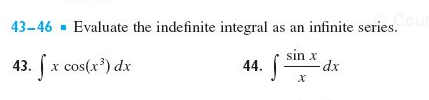 43–46 ▪ Evaluate the indefinite integral as an infinite series.
43. ∫ x cos(x³) dx 44. ∫ (sin x)/x dx